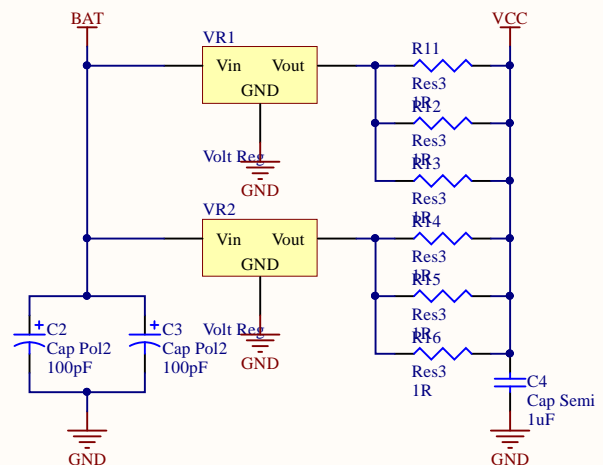 BAT
VCC
VR1
Vin
Vout
GND
Volt Reg
GND
R11
Res3
1R
R12
Res3
1R
R13
Res3
1R
VR2
Vin
Vout
GND
Volt Reg
GND
R14
Res3
1R
R15
Res3
1R
R16
Res3
1R
C2
Cap Pol2
100pF
C3
Cap Pol2
100pF
GND
C4
Cap Semi
1uF
GND